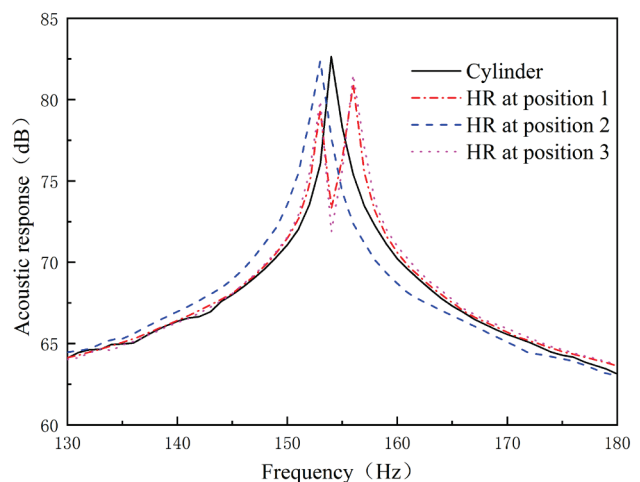 85
80
75
70
65
60
Acoustic response（dB）
Cylinder
HR at position 1
HR at position 2
HR at position 3
130
140
150
160
170
180
Frequency（Hz）